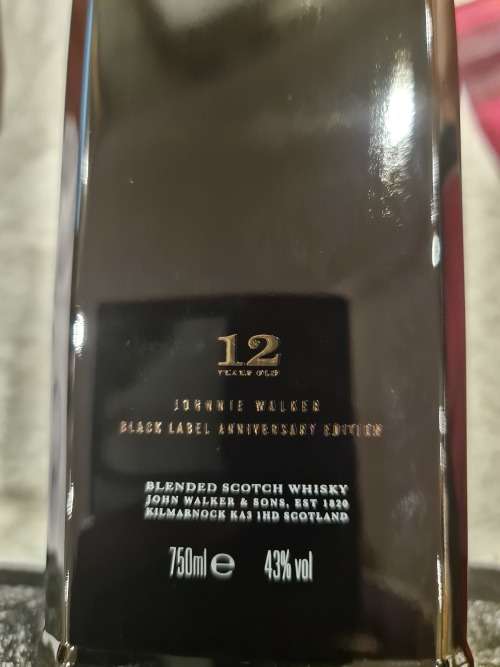 12
YEARS OLD
JOHNNIE WALKER
BLACK LABEL ANNIVERSARY EDITION
BLENDED SCOTCH WHISKY
JOHN WALKER & SONS, EST 1820
KILMARNOCK KA3 1HD SCOTLAND
750ml ℮ 43% vol